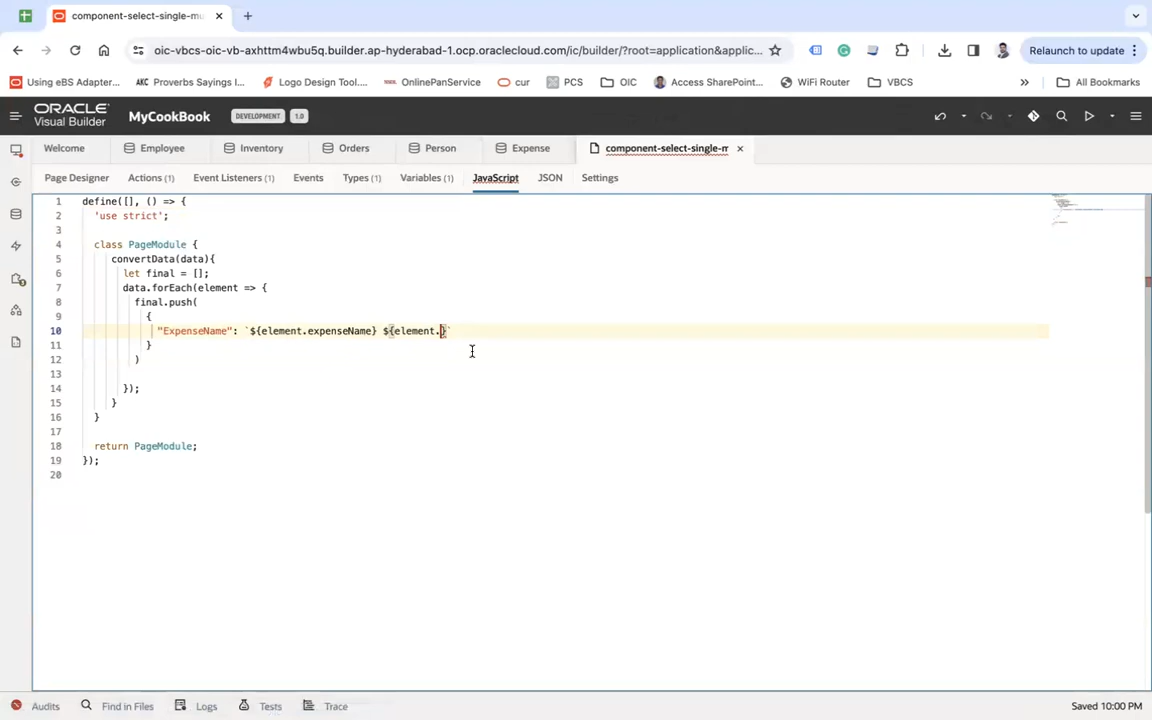 component-select-single-mu
oic-vbcs-oic-vb-axhttm4wbu5q.builder.ap-hyderabad-1.ocp.oraclecloud.com/ic/builder/?root=application&applic...
Relaunch to update
Using eBS Adapter...
AKC Proverbs Sayings I...
Logo Design Tool....
OnlinePanService
cur
PCS
OIC
Access SharePoint...
WiFi Router
VBCS
»
All Bookmarks
ORACLE
Visual Builder
MyCookBook
DEVELOPMENT
1.0
Welcome
Employee
Inventory
Orders
Person
Expense
component-select-single-m
Page Designer
Actions (1)
Event Listeners (1)
Events
Types (1)
Variables (1)
JavaScript
JSON
Settings
1 define([], () => {
2 'use strict';
3
4 class PageModule {
5 convertData(data){
6 let final = [];
7 data.forEach(element => {
8 final.push(
9 {
10 "ExpenseName": `${element.expenseName} ${element.}`
11 }
12 )
13
14 });
15 }
16 }
17
18 return PageModule;
19 });
20
Audits
Find in Files
Logs
Tests
Trace
Saved 10:00 PM